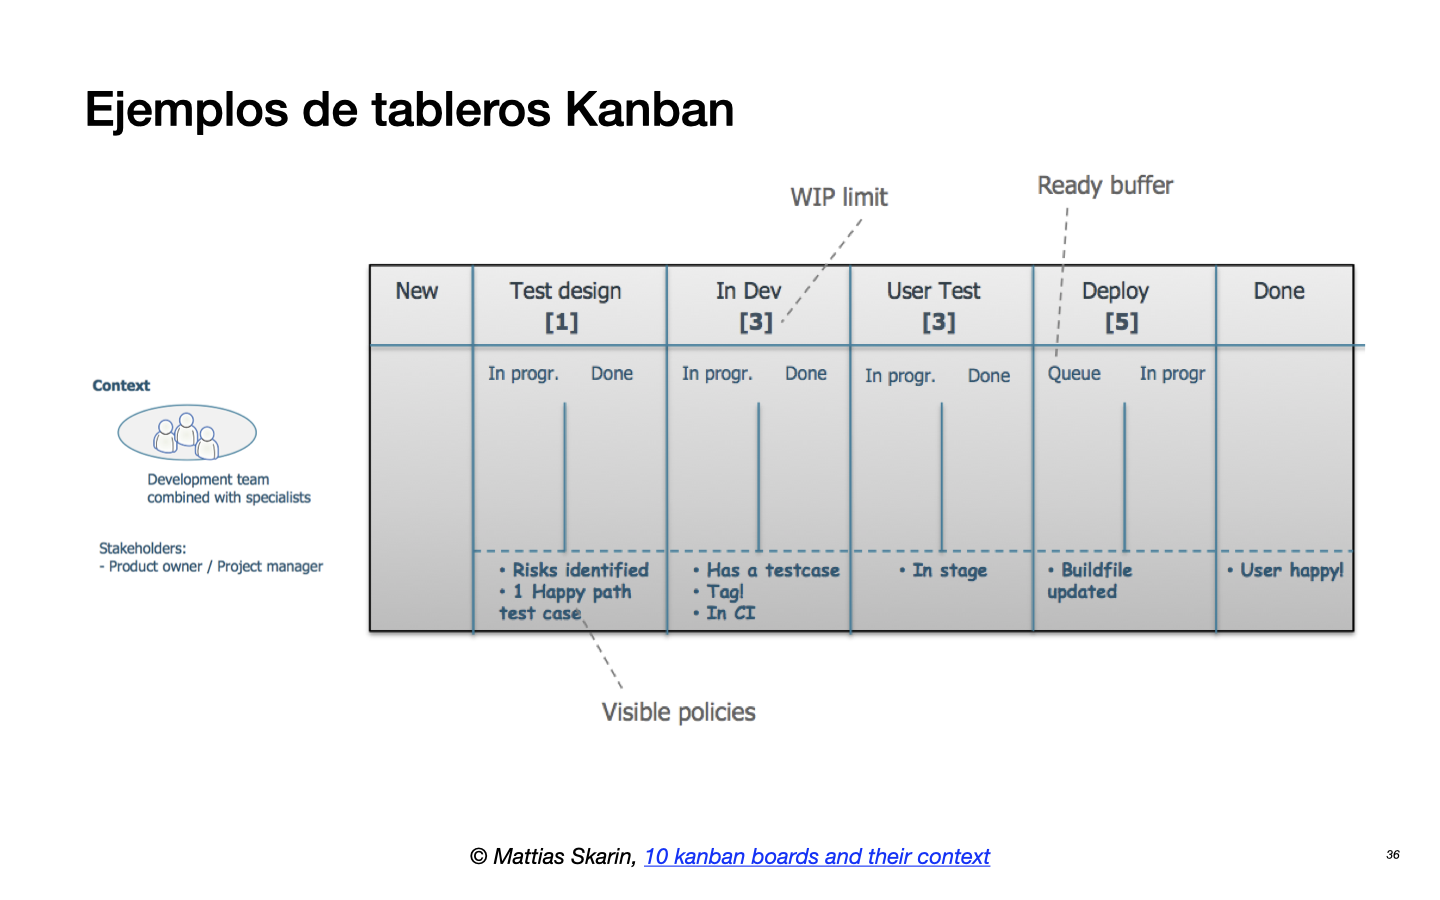 Ejemplos de tableros Kanban
WIP limit
Ready buffer
New
Test design
[1]
In Dev
[3]
User Test
[3]
Deploy
[5]
Done
In progr.
Done
In progr.
Done
In progr.
Done
Queue
In progr
Context
Development team
combined with specialists
Stakeholders:
- Product owner / Project manager
• Risks identified
• 1 Happy path
test case
• Has a testcase
• Tag!
• In CI
• In stage
• Buildfile
updated
• User happy!
Visible policies
© Mattias Skarin, 10 kanban boards and their context
36